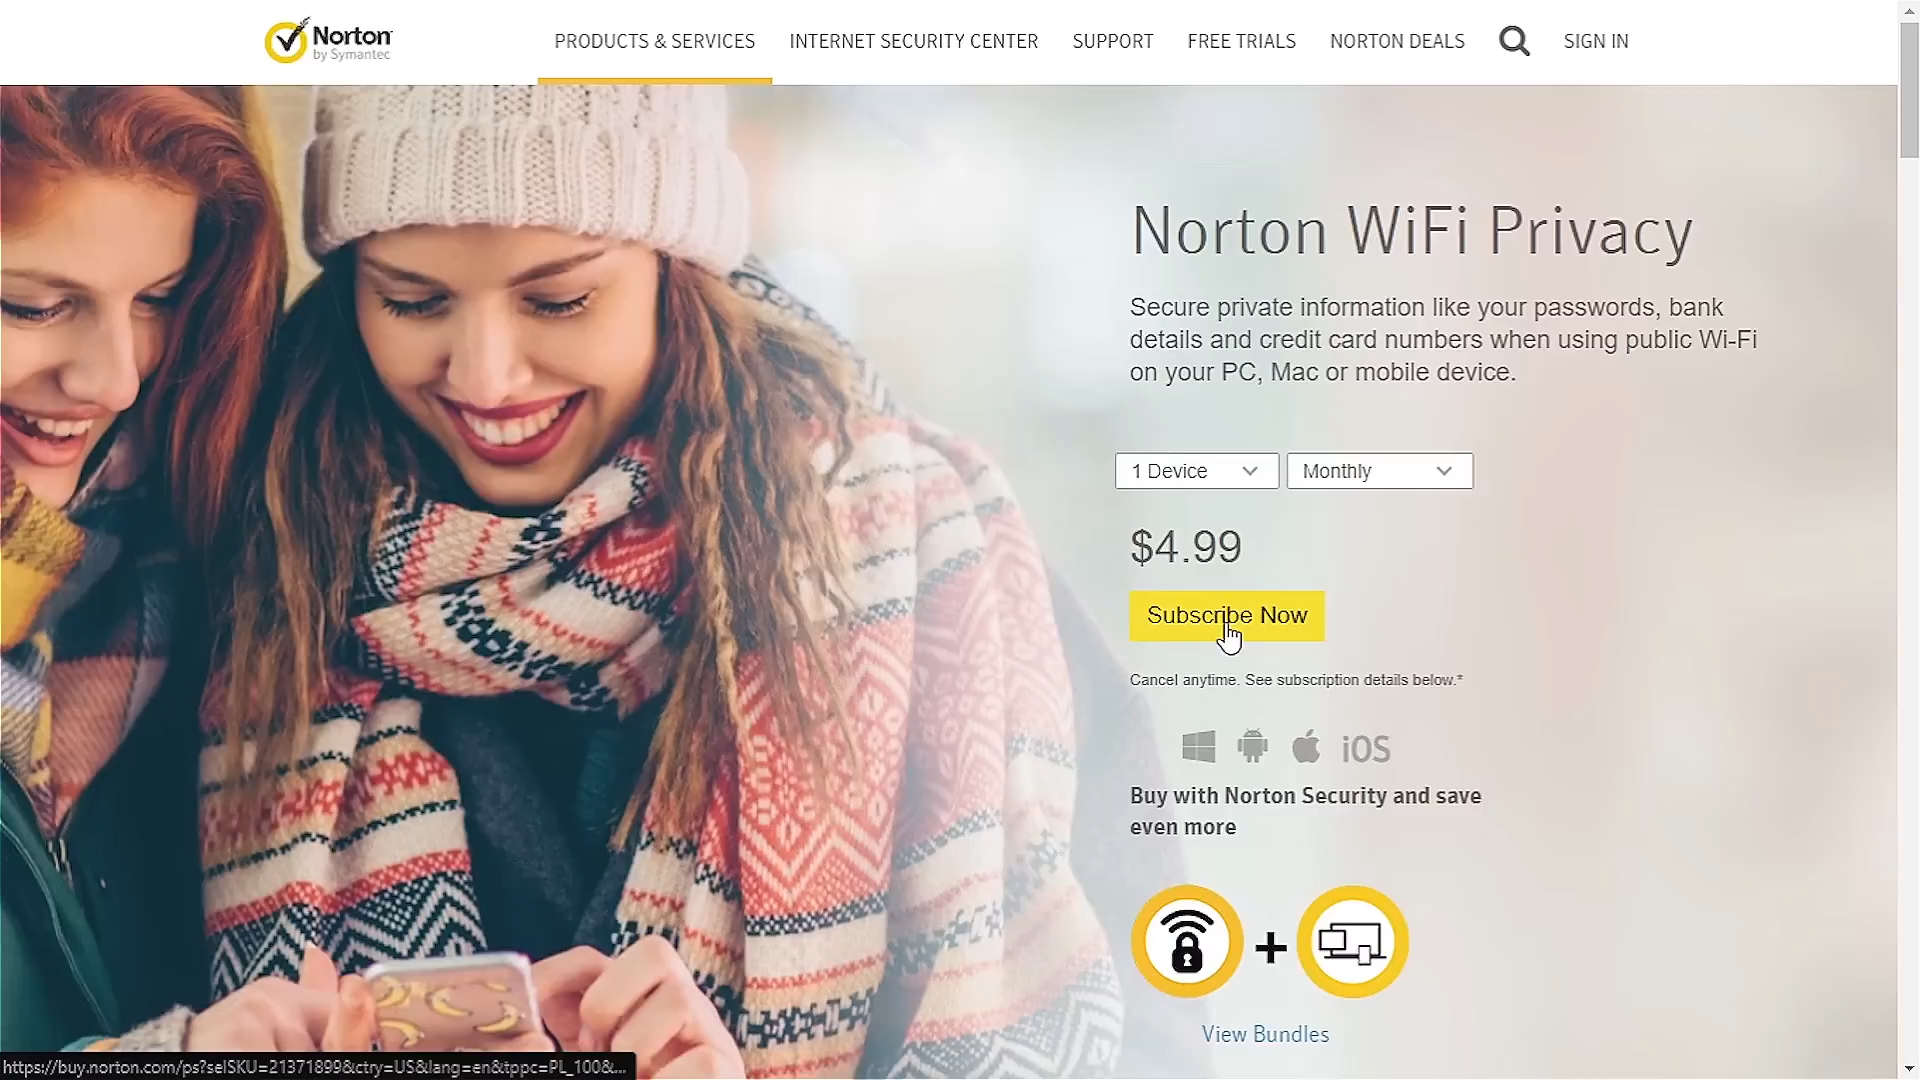 Norton
by Symantec
PRODUCTS & SERVICES
INTERNET SECURITY CENTER
SUPPORT
FREE TRIALS
NORTON DEALS
SIGN IN
Norton WiFi Privacy
Secure private information like your passwords, bank
details and credit card numbers when using public Wi-Fi
on your PC, Mac or mobile device.
1 Device
Monthly
$4.99
Subscribe Now
Cancel anytime. See subscription details below.*
iOS
Buy with Norton Security and save
even more
+
View Bundles
https://buy.norton.com/ps?selSKU=21371899&ctry=US&lang=en&tppc=PL_100&...